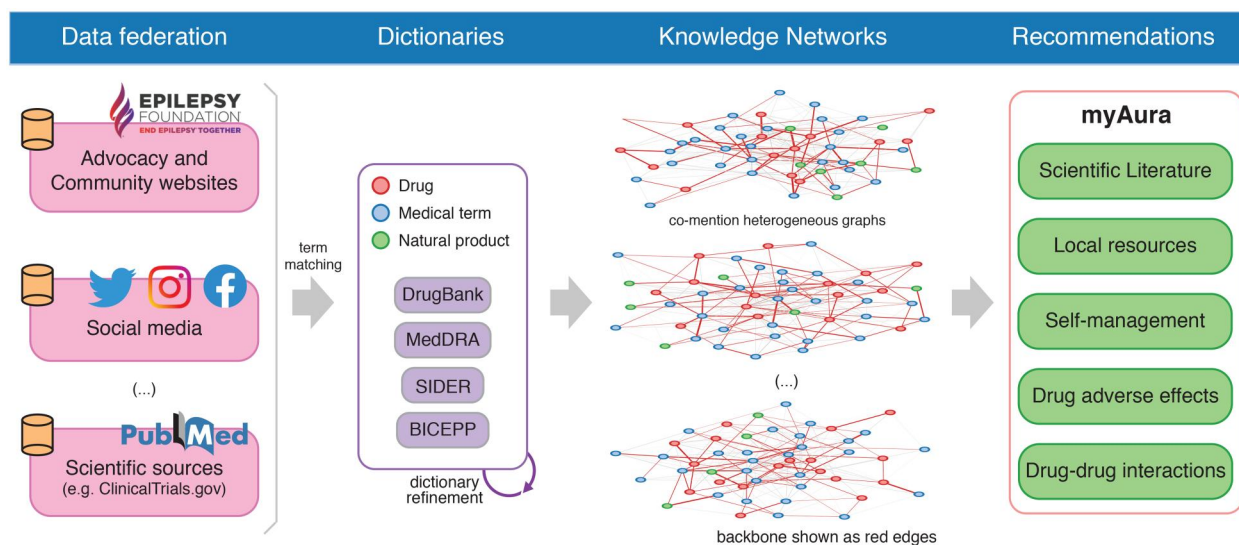 Data federation
Dictionaries
Knowledge Networks
Recommendations
EPILEPSY
FOUNDATION
END EPILEPSY TOGETHER
Advocacy and
Community websites
Social media
(...)
PubMed
Scientific sources
(e.g. ClinicalTrials.gov)
term
matching
Drug
Medical term
Natural product
DrugBank
MedDRA
SIDER
BICEPP
dictionary
refinement
co-mention heterogeneous graphs
(...)
backbone shown as red edges
myAura
Scientific Literature
Local resources
Self-management
Drug adverse effects
Drug-drug interactions